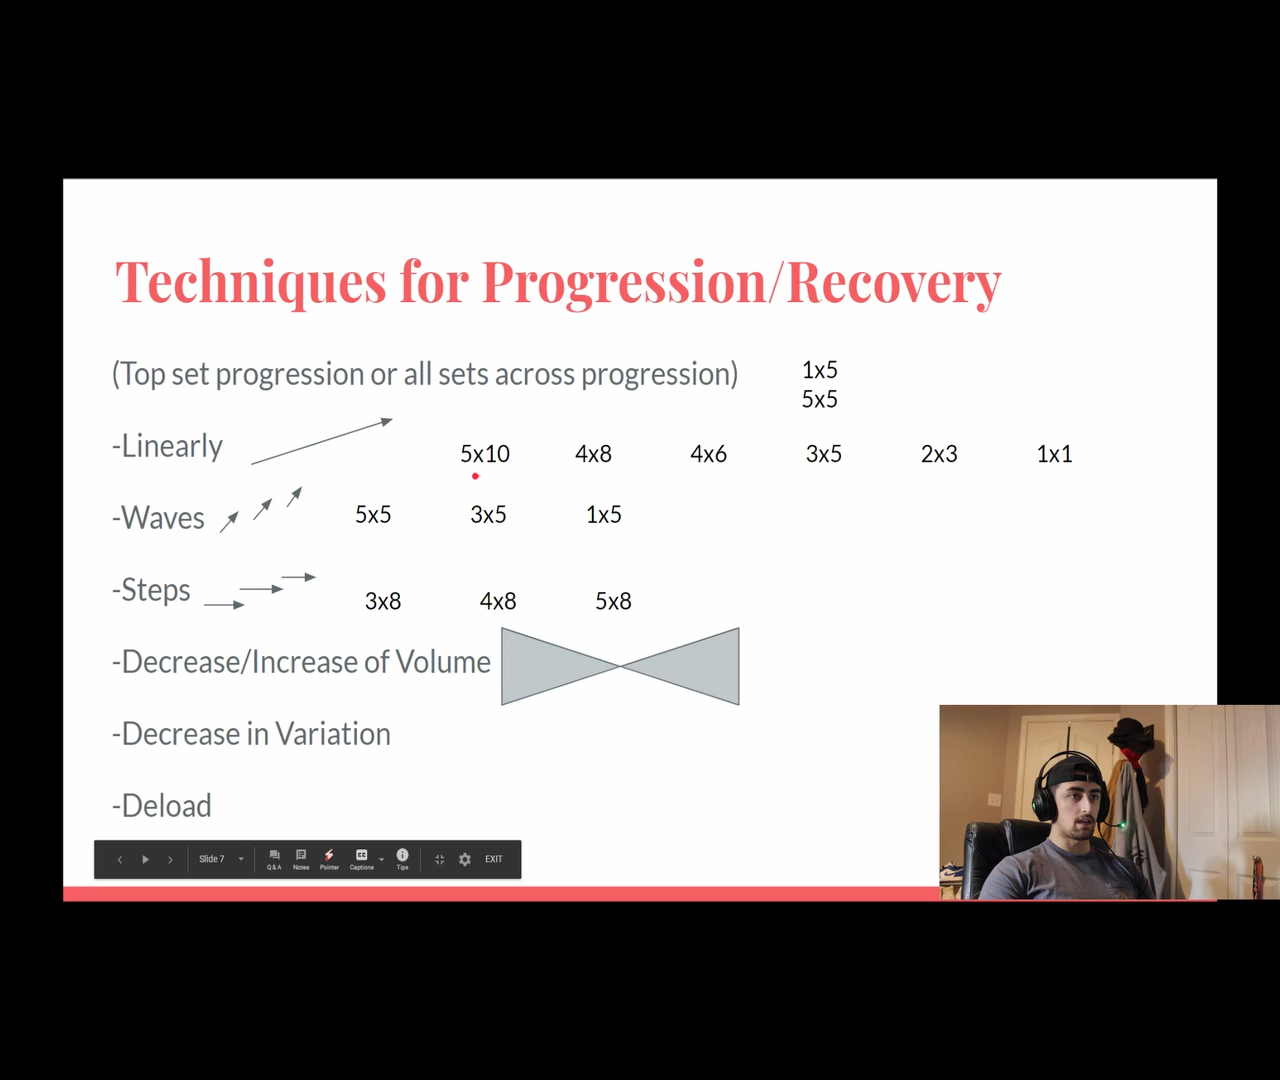 Techniques for Progression/Recovery
(Top set progression or all sets across progression)
1x5
5x5
-Linearly
5x10 4x8 4x6 3x5 2x3 1x1
-Waves
5x5 3x5 1x5
-Steps
3x8 4x8 5x8
-Decrease/Increase of Volume
-Decrease in Variation
-Deload
Slide 7
Q & A Notes Pointer Captions Tips
EXIT